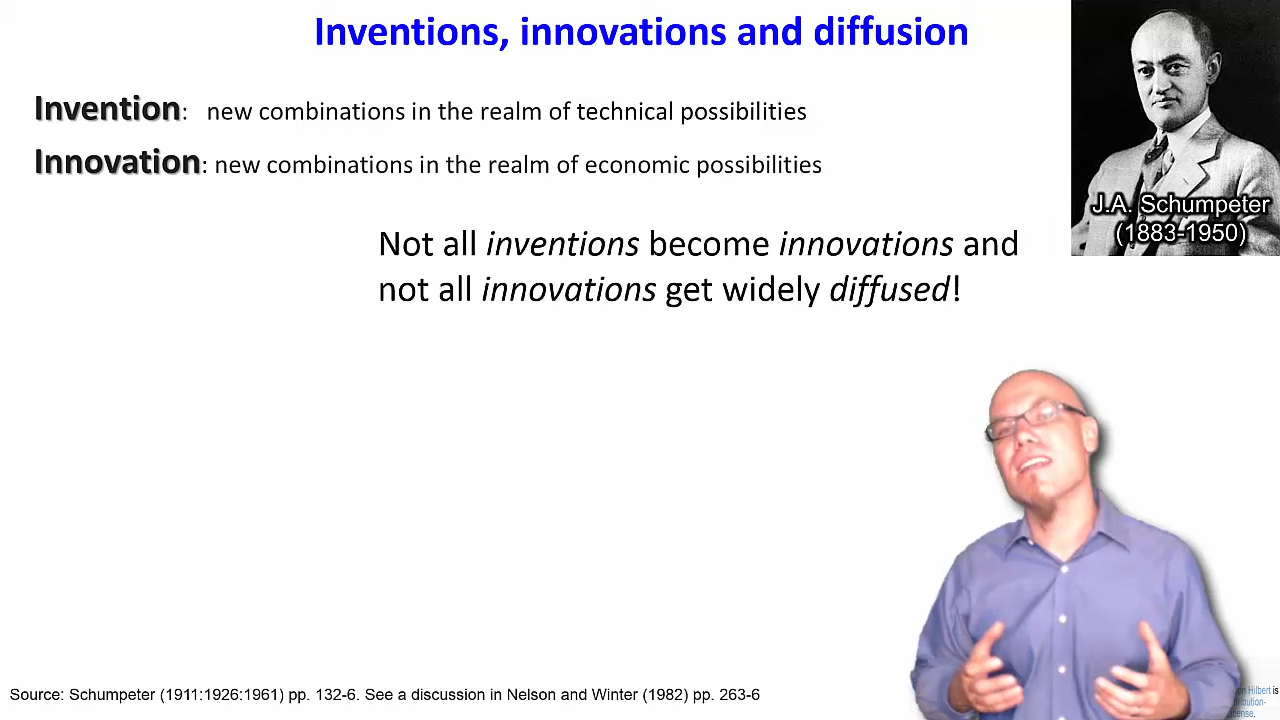 Inventions, innovations and diffusion
Invention: new combinations in the realm of technical possibilities
Innovation: new combinations in the realm of economic possibilities
J.A. Schumpeter
(1883-1950)
Not all inventions become innovations and
not all innovations get widely diffused!
Source: Schumpeter (1911:1926:1961) pp. 132-6. See a discussion in Nelson and Winter (1982) pp. 263-6
Hilbert is